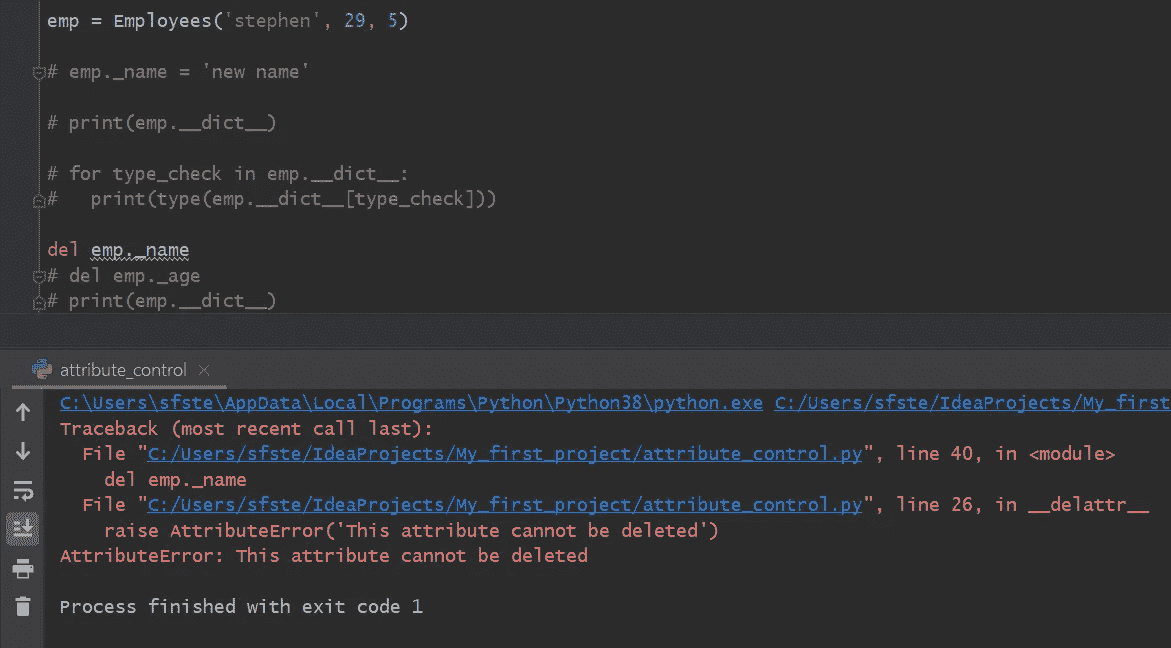 emp = Employees('stephen', 29, 5)
# emp._name = 'new name'
# print(emp.__dict__)
# for type_check in emp.__dict__:
#   print(type(emp.__dict__[type_check]))
del emp._name
# del emp._age
# print(emp.__dict__)
attribute_control
C:\Users\sfste\AppData\Local\Programs\Python\Python38\python.exe C:/Users/sfste/IdeaProjects/My_first
Traceback (most recent call last):
  File "C:/Users/sfste/IdeaProjects/My_first_project/attribute_control.py", line 40, in <module>
    del emp._name
  File "C:/Users/sfste/IdeaProjects/My_first_project/attribute_control.py", line 26, in __delattr__
    raise AttributeError('This attribute cannot be deleted')
AttributeError: This attribute cannot be deleted
Process finished with exit code 1